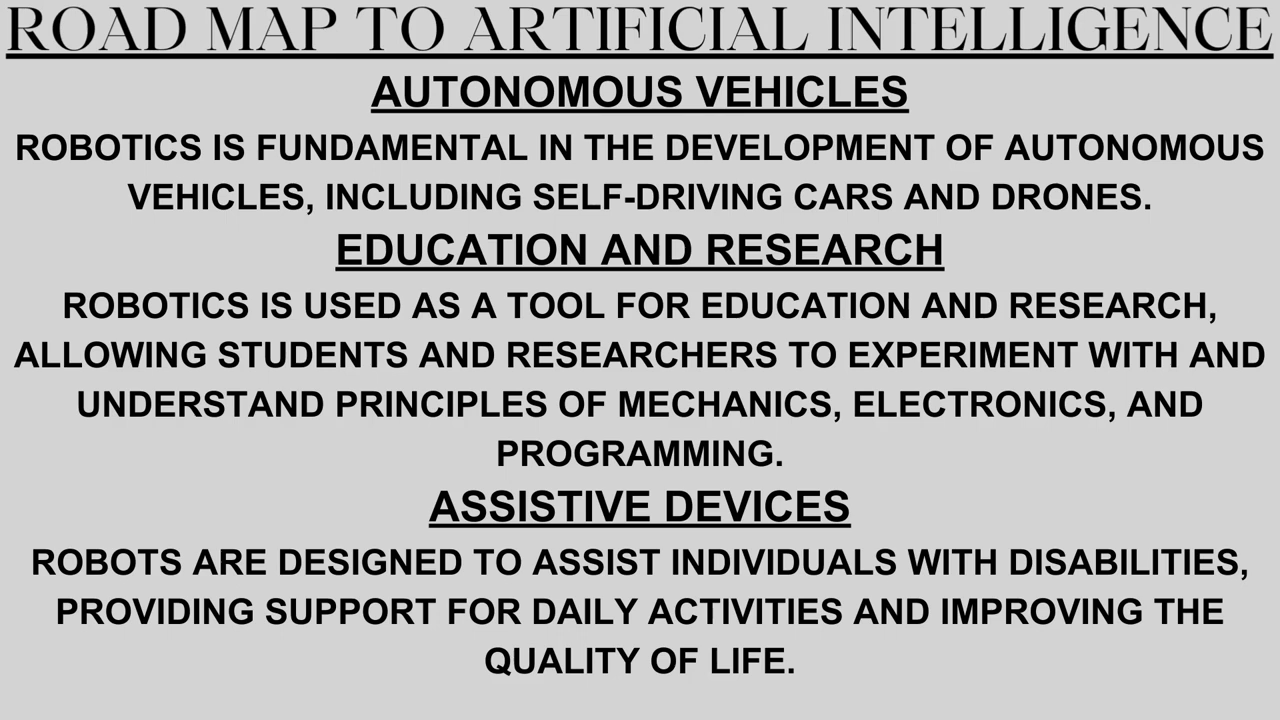 ROAD MAP TO ARTIFICIAL INTELLIGENCE
AUTONOMOUS VEHICLES
ROBOTICS IS FUNDAMENTAL IN THE DEVELOPMENT OF AUTONOMOUS
VEHICLES, INCLUDING SELF-DRIVING CARS AND DRONES.
EDUCATION AND RESEARCH
ROBOTICS IS USED AS A TOOL FOR EDUCATION AND RESEARCH,
ALLOWING STUDENTS AND RESEARCHERS TO EXPERIMENT WITH AND
UNDERSTAND PRINCIPLES OF MECHANICS, ELECTRONICS, AND
PROGRAMMING.
ASSISTIVE DEVICES
ROBOTS ARE DESIGNED TO ASSIST INDIVIDUALS WITH DISABILITIES,
PROVIDING SUPPORT FOR DAILY ACTIVITIES AND IMPROVING THE
QUALITY OF LIFE.